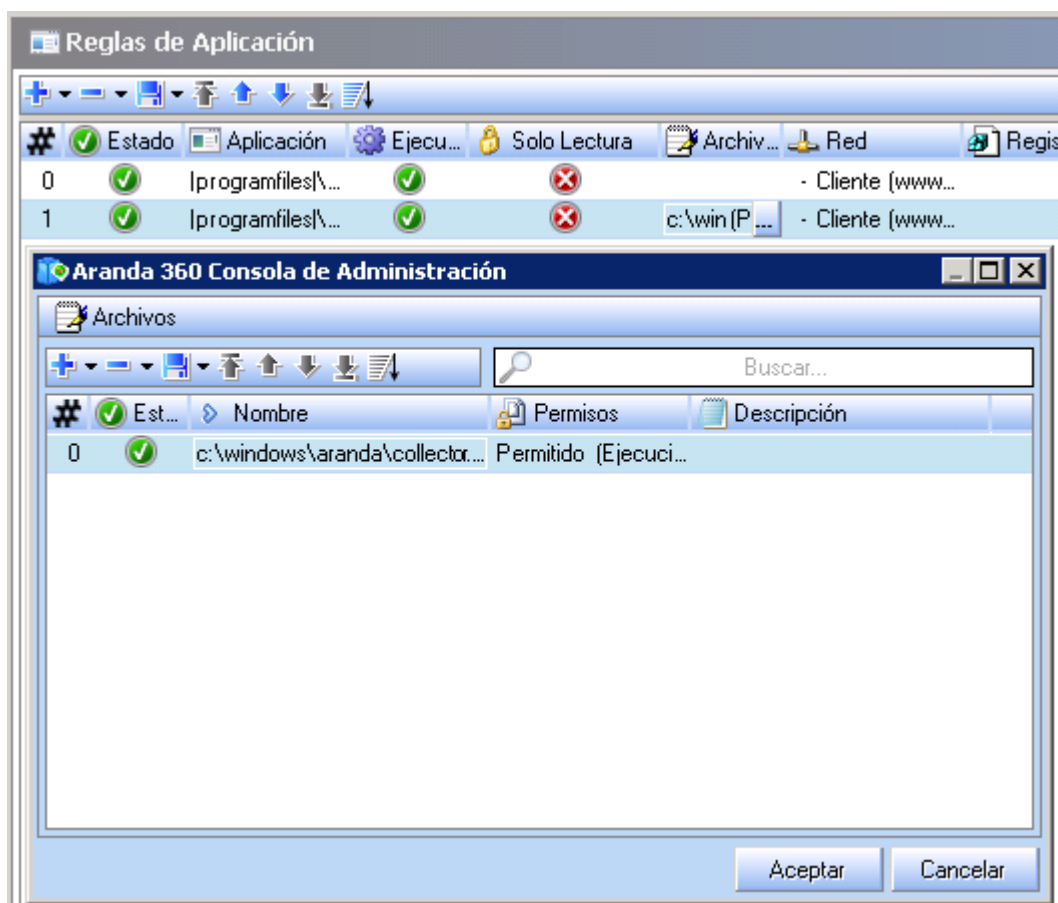 Reglas de Aplicación
# Estado Aplicación Ejecu... Solo Lectura Archiv... Red Regis
0 |programfiles|\... - Cliente (www...
1 |programfiles|\... c:\win (P ... - Cliente (www...
Aranda 360 Consola de Administración
Archivos
Buscar...
# Est... Nombre Permisos Descripción
0 c:\windows\aranda\collector.... Permitido (Ejecuci...
Aceptar Cancelar